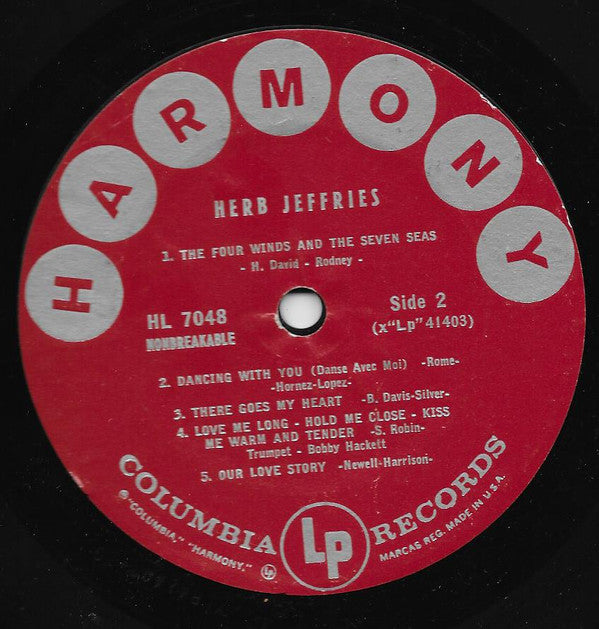 HARMONY
HERB JEFFRIES
1. THE FOUR WINDS AND THE SEVEN SEAS
- H. David - Rodney -
HL 7048
NONBREAKABLE
Side 2
(x"Lp" 41403)
2. DANCING WITH YOU (Danse Avec Moi) -Rome-
-Hornez-Lopez-
3. THERE GOES MY HEART -B. Davis-Silver-
4. LOVE ME LONG - HOLD ME CLOSE - KISS
ME WARM AND TENDER -S. Robin-
Trumpet - Bobby Hackett
5. OUR LOVE STORY -Newell-Harrison-
COLUMBIA Lp RECORDS
® "COLUMBIA," "HARMONY," Lp
MARCAS REG. MADE IN U.S.A.